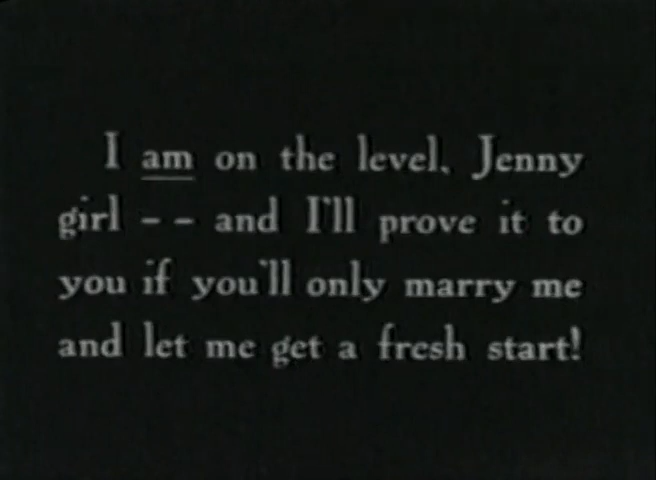 I am on the level, Jenny
girl -- and I'll prove it to
you if you'll only marry me
and let me get a fresh start!